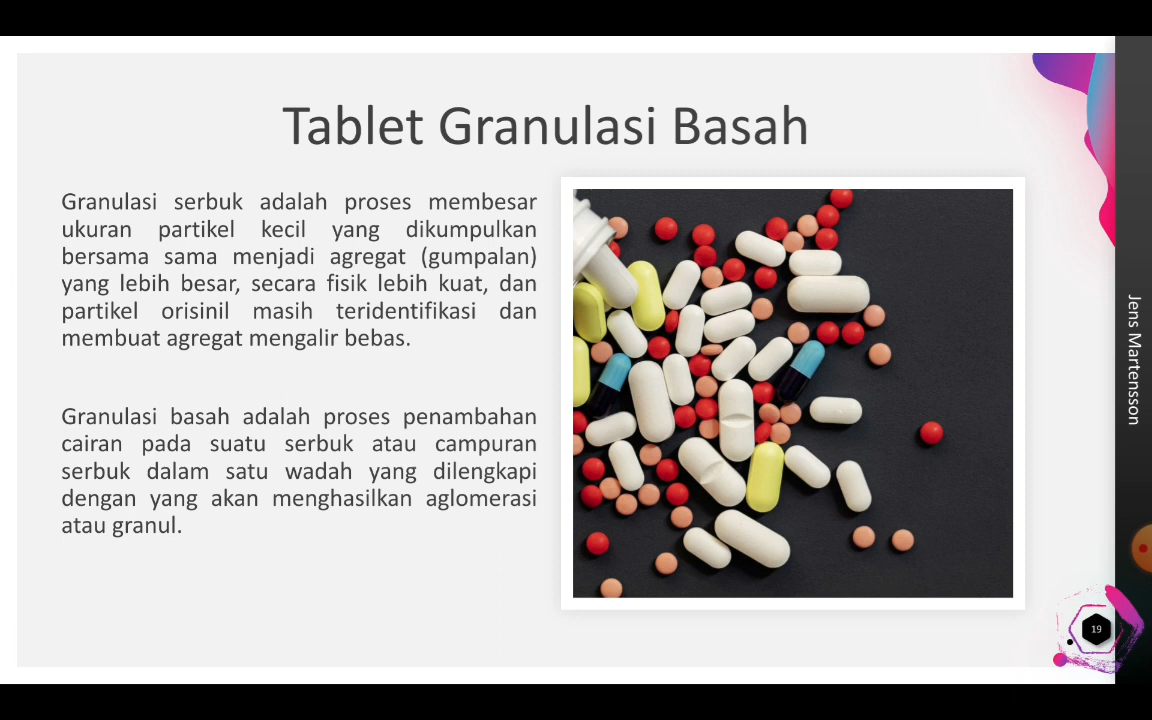 Tablet Granulasi Basah
Granulasi serbuk adalah proses membesar
ukuran partikel kecil yang dikumpulkan
bersama sama menjadi agregat (gumpalan)
yang lebih besar, secara fisik lebih kuat, dan
partikel orisinil masih teridentifikasi dan
membuat agregat mengalir bebas.
Granulasi basah adalah proses penambahan
cairan pada suatu serbuk atau campuran
serbuk dalam satu wadah yang dilengkapi
dengan yang akan menghasilkan aglomerasi
atau granul.
Jens Martensson
19